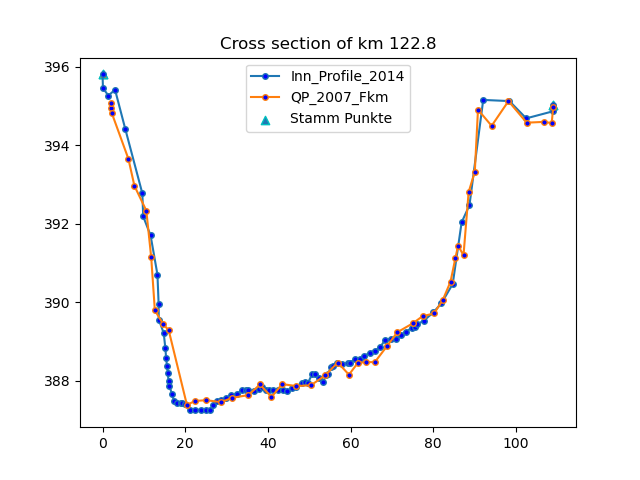 Cross section of km 122.8
Inn_Profile_2014
QP_2007_Fkm
Stamm Punkte
396
394
392
390
388
0 20 40 60 80 100